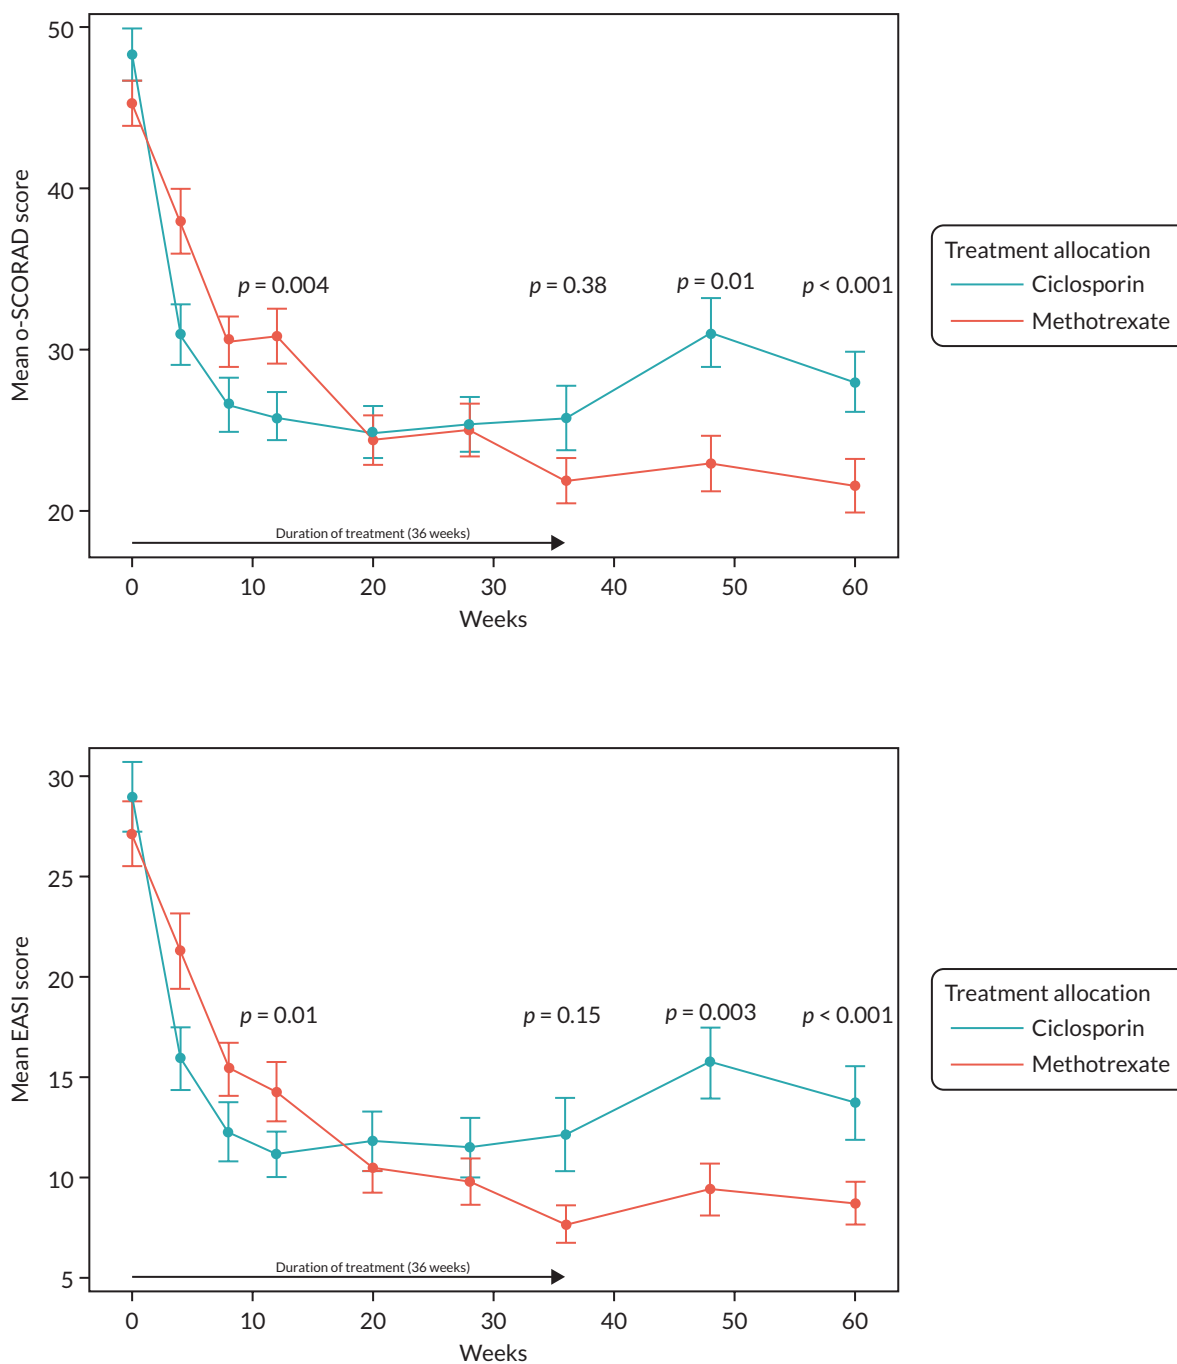 50
40
30
20
Mean o-SCORAD score
p = 0.004
p = 0.38
p = 0.01
p < 0.001
Duration of treatment (36 weeks)
0 10 20 30 40 50 60
Weeks
Treatment allocation
Ciclosporin
Methotrexate
30
25
20
15
10
5
Mean EASI score
p = 0.01
p = 0.15
p = 0.003
p < 0.001
Duration of treatment (36 weeks)
0 10 20 30 40 50 60
Weeks
Treatment allocation
Ciclosporin
Methotrexate